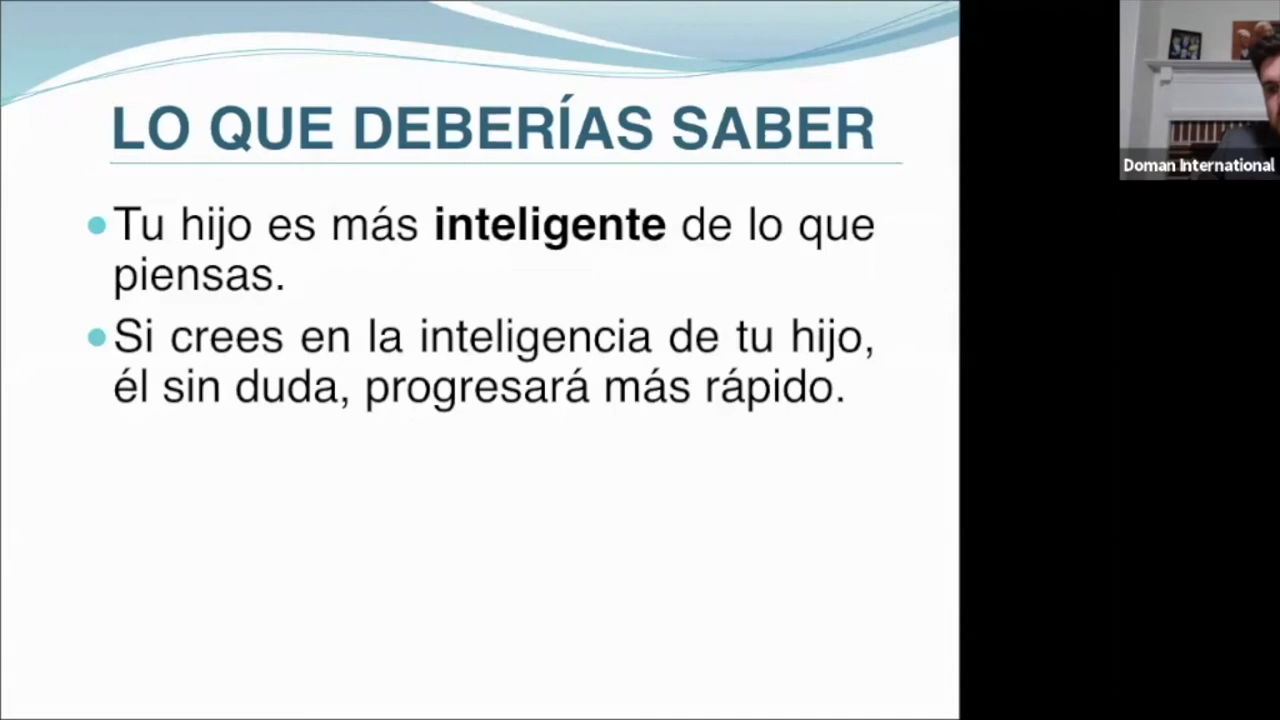 LO QUE DEBERÍAS SABER
Tu hijo es más inteligente de lo que
piensas.
Si crees en la inteligencia de tu hijo,
él sin duda, progresará más rápido.
Doman International